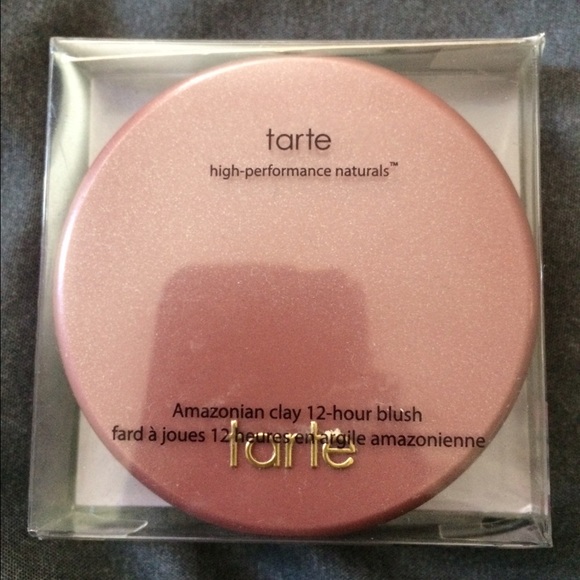 tarte
high-performance naturals™
Amazonian clay 12-hour blush
fard à joues 12 heures en argile amazonienne
tarte